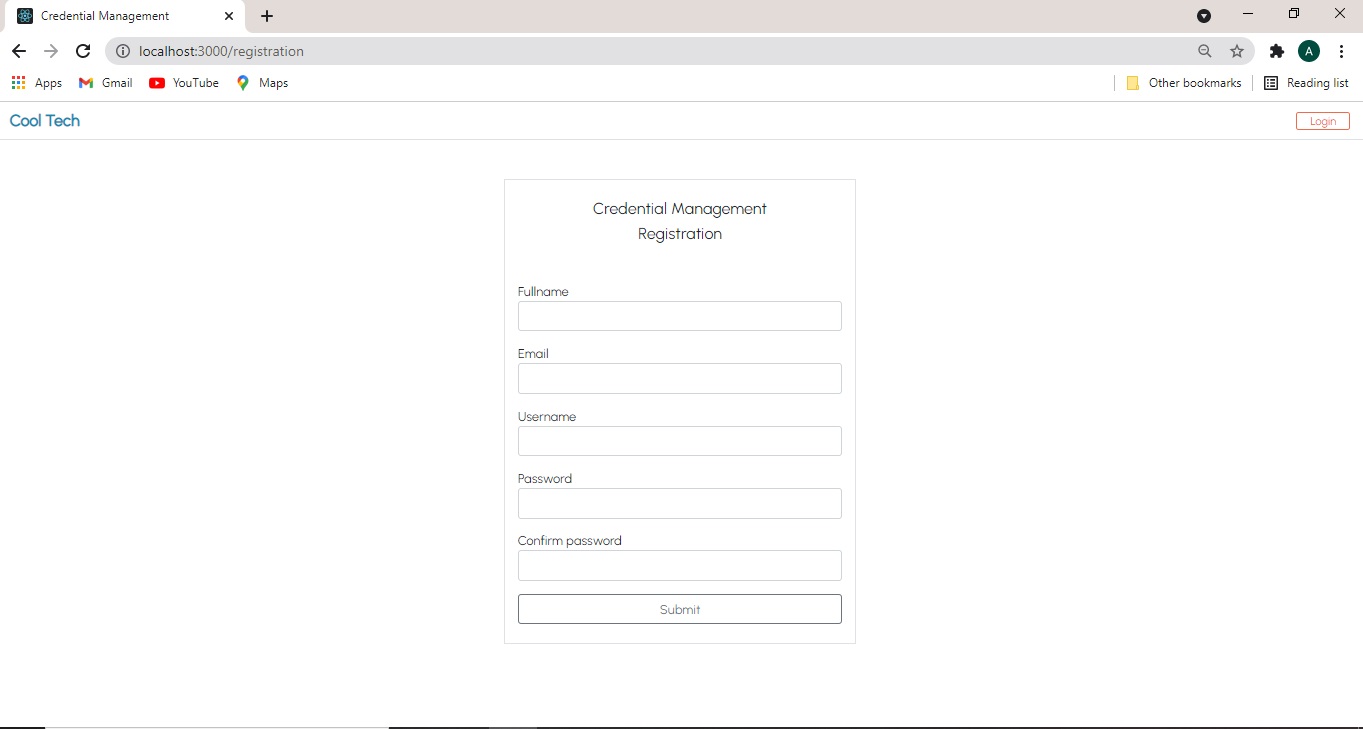 Credential Management
localhost:3000/registration
A
Apps Gmail YouTube Maps Other bookmarks Reading list
Cool Tech Login
Credential Management
Registration
Fullname
Email
Username
Password
Confirm password
Submit